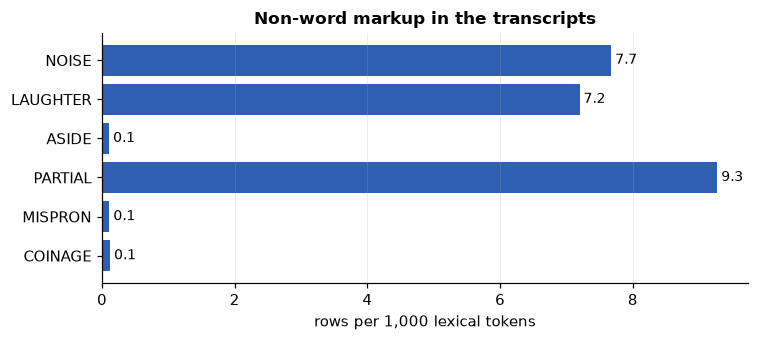 Non-word markup in the transcripts
NOISE 7.7
LAUGHTER 7.2
ASIDE 0.1
PARTIAL 9.3
MISPRON 0.1
COINAGE 0.1
0 2 4 6 8
rows per 1,000 lexical tokens